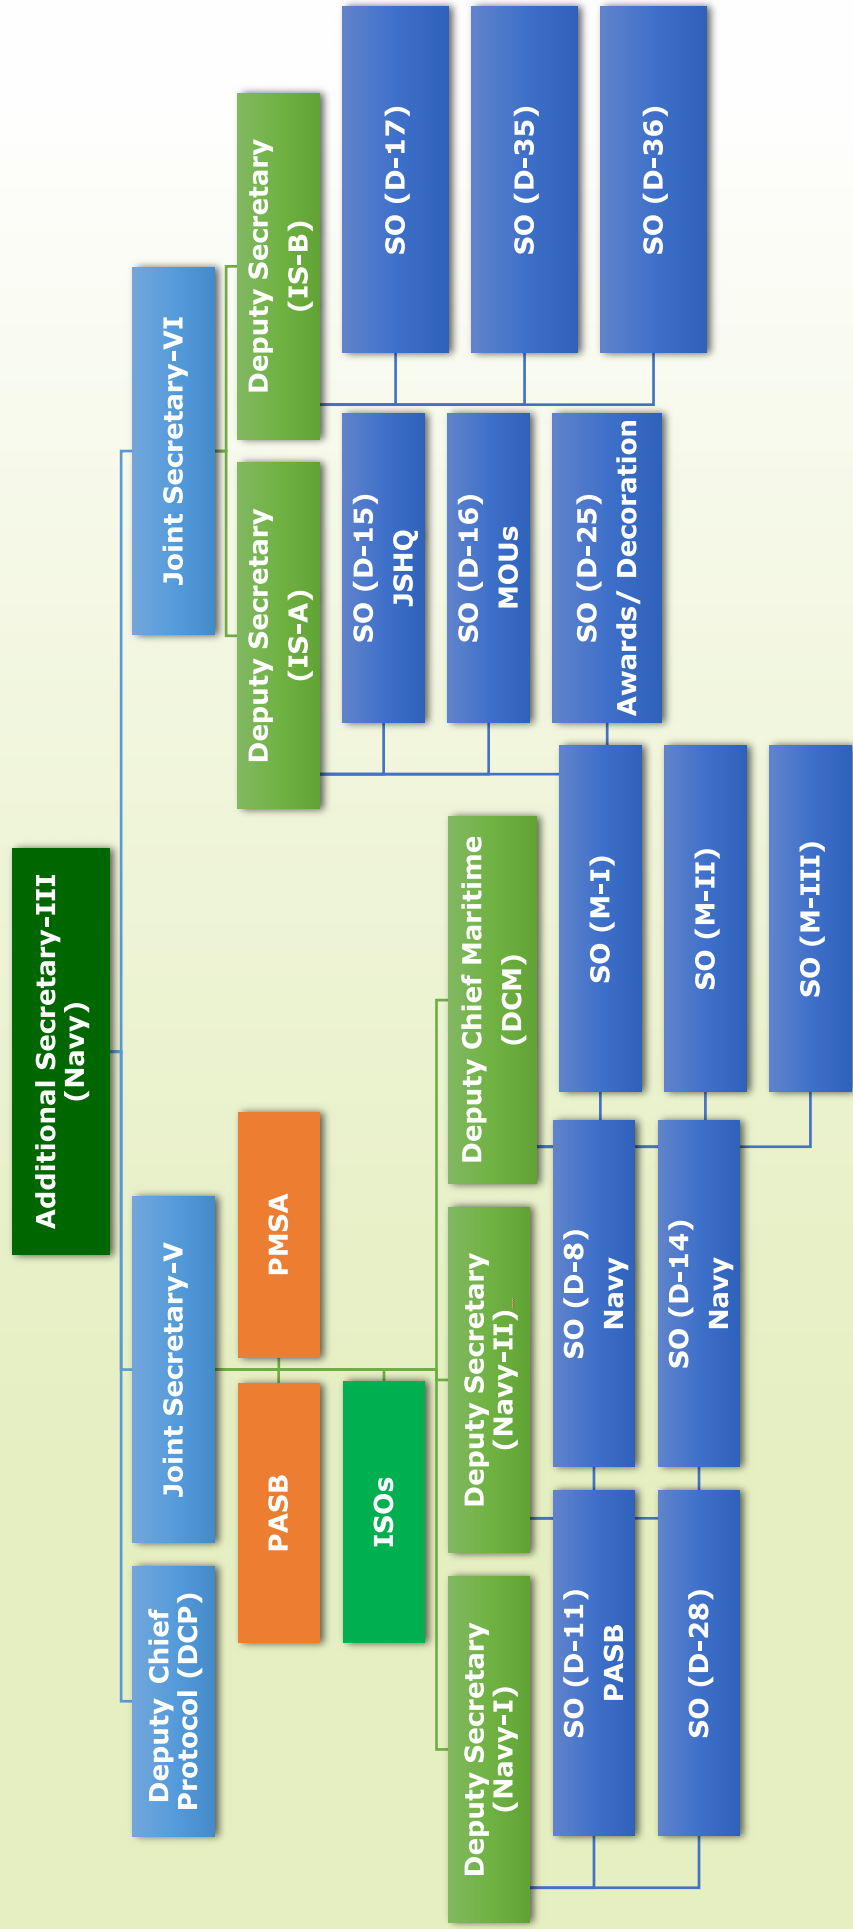 Additional Secretary-III
(Navy)
Deputy Chief
Protocol (DCP)
Joint Secretary-V
Joint Secretary-VI
PASB
PMSA
ISOs
Deputy Secretary
(Navy-I)
Deputy Secretary
(Navy-II)
Deputy Chief Maritime
(DCM)
Deputy Secretary
(IS-A)
Deputy Secretary
(IS-B)
SO (D-11)
PASB
SO (D-28)
SO (D-8)
Navy
SO (D-14)
Navy
SO (M-I)
SO (M-II)
SO (M-III)
SO (D-15)
JSHQ
SO (D-16)
MOUs
SO (D-25)
Awards/ Decoration
SO (D-17)
SO (D-35)
SO (D-36)